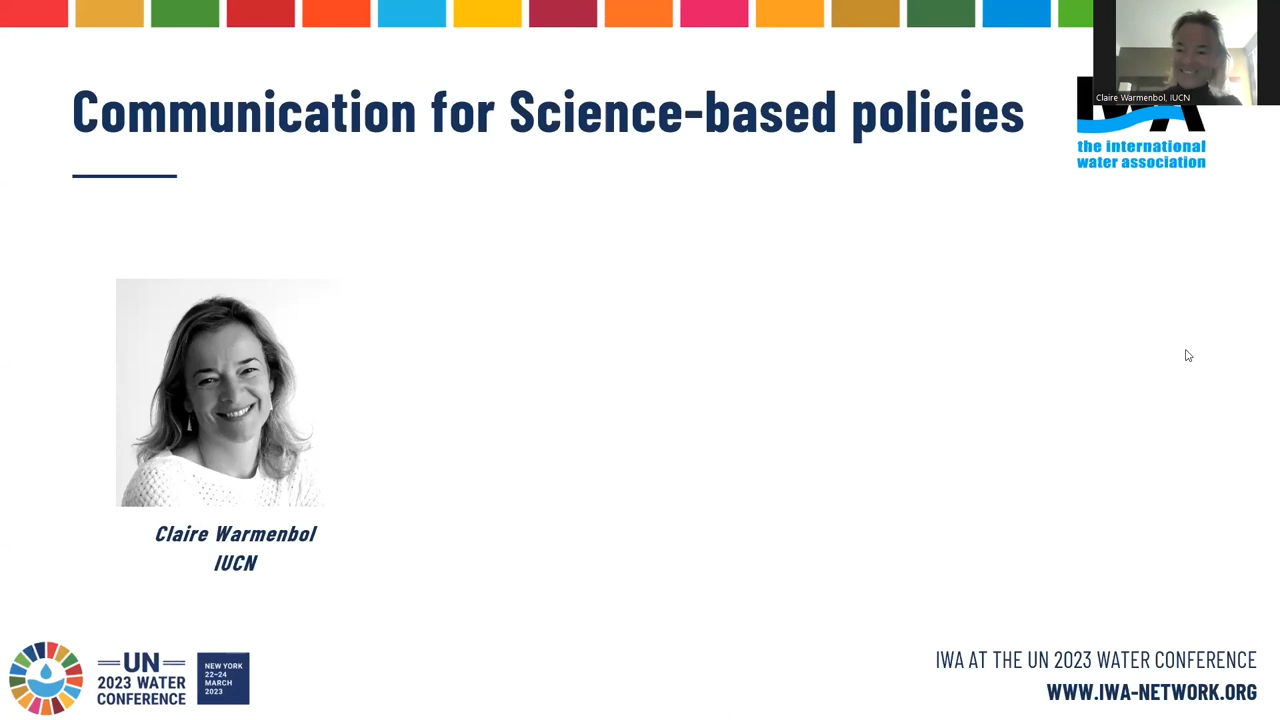 Communication for Science-based policies
Claire Warmenbol, IUCN
the international
water association
Claire Warmenbol
IUCN
UN
2023 WATER
CONFERENCE
NEW YORK
22–24
MARCH
2023
IWA AT THE UN 2023 WATER CONFERENCE
WWW.IWA-NETWORK.ORG